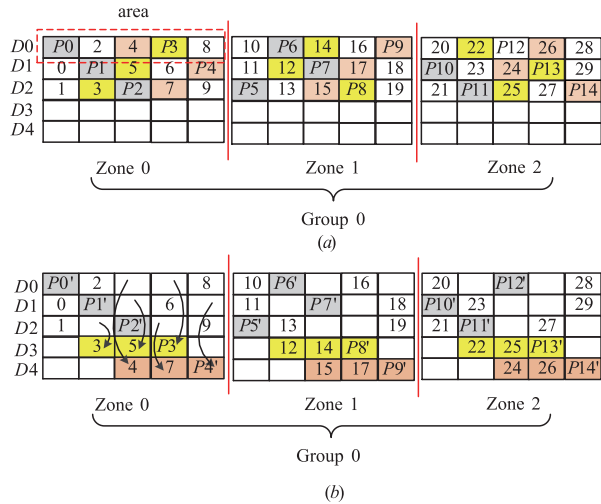 area
D0 P0 2 4 P3 8 10 P6 14 16 P9 20 22 P12 26 28
D1 0 P1 5 6 P4 11 12 P7 17 18 P10 23 24 P13 29
D2 1 3 P2 7 9 P5 13 15 P8 19 21 P11 25 27 P14
D3
D4
Zone 0 Zone 1 Zone 2
Group 0
(a)
D0 P0' 2 8 10 P6' 16 20 P12' 28
D1 0 P1' 6 11 P7' 18 P10' 23 29
D2 1 P2' 9 P5' 13 19 21 P11' 27
D3 3 5 P3' 12 14 P8' 22 25 P13'
D4 4 7 P4' 15 17 P9' 24 26 P14'
Zone 0 Zone 1 Zone 2
Group 0
(b)